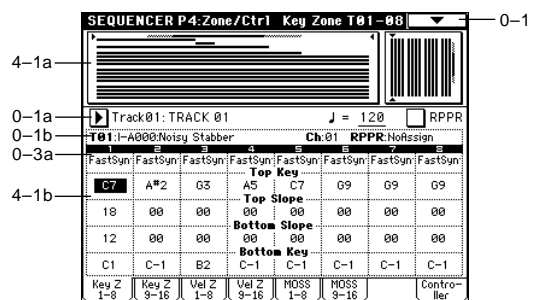 SEQUENCER P4:Zone/Ctrl Key Zone T01-08
0–1
4–1a
0–1a
Track01: TRACK 01
♩ = 120
RPPR
0–1b
T01:I-A000:Noisy Stabber
Ch:01 RPPR:NoAssign
0–3a
1 2 3 4 5 6 7 8
FastSyn FastSyn FastSyn FastSyn FastSyn FastSyn FastSyn FastSyn
Top Key
4–1b
C7 A#2 G3 A5 C7 G9 G9 G9
Top Slope
18 00 00 00 00 00 00 00
Bottom Slope
12 00 00 00 00 00 00 00
Bottom Key
C1 C-1 B2 C-1 C-1 C-1 C-1 C-1
Key Z 1-8
Key Z 9-16
Vel Z 1-8
Vel Z 9-16
MOSS 1-8
MOSS 9-16
Contro-ller